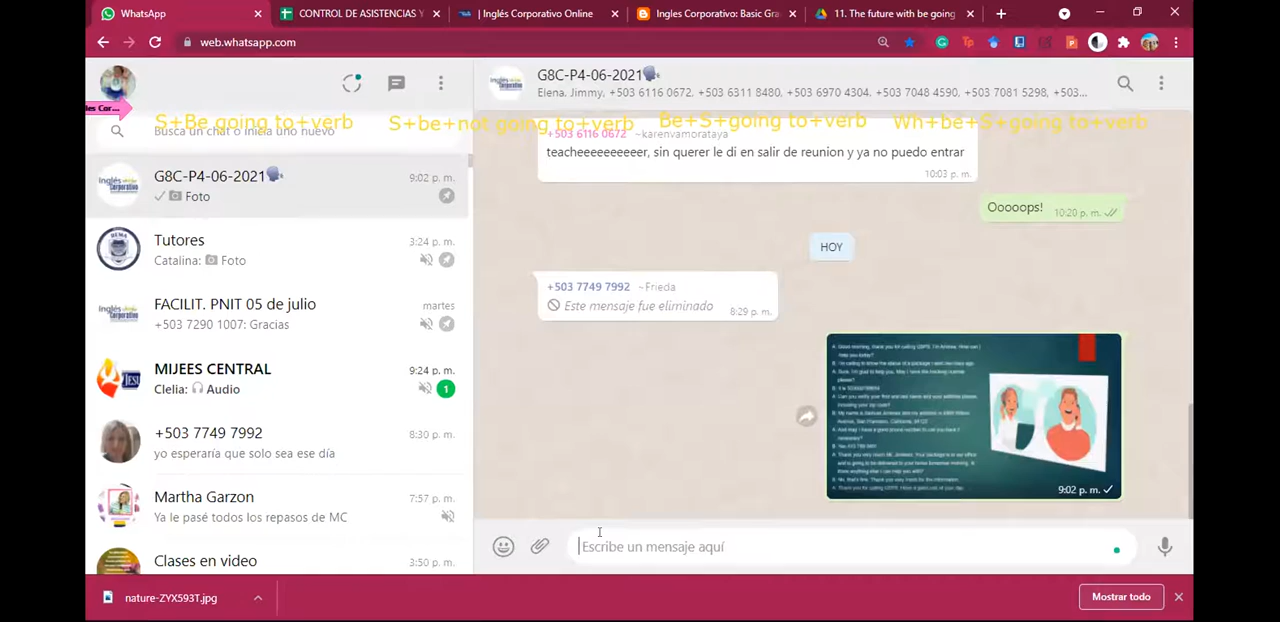 WhatsApp
CONTROL DE ASISTENCIAS Y
| Inglés Corporativo Online
Ingles Corporativo: Basic Gra
11. The future with be going
web.whatsapp.com
les Cor...
S+Be going to+verb
S+be+not going to+verb
Be+S+going to+verb
Wh+be+S+going to+verb
Busca un chat o inicia uno nuevo
G8C-P4-06-2021
9:02 p. m.
Foto
Tutores
3:24 p. m.
Catalina: Foto
FACILIT. PNIT 05 de julio
martes
+503 7290 1007: Gracias
MIJES CENTRAL
9:24 p. m.
Celia: Audio
1
+503 7749 7992
8:30 p. m.
Y esperaria que solo sea ese día
Martha Garzon
7:57 p. m.
Ya le pasé todos los repasos de MC
Clases en video
3:50 p. m.
G8C-P4-06-2021
Elena, Jimmy, +503 6116 0672, +503 6311 8480, +503 6970 4304, +503 7048 4590, +503 7081 5298, +503...
+503 6116 0672 ~karenvamorataya
teacheeeeeeeeer, sin querer le di en salir de reunion y ya no puedo entrar
10:03 p. m.
Ooooops!
10:20 p. m.
HOY
+503 7749 7992 ~Frieda
Este mensaje fue eliminado
8:29 p. m.
9:02 p. m.
Escribe un mensaje aquí
nature-ZYX593T.jpg
Mostrar todo